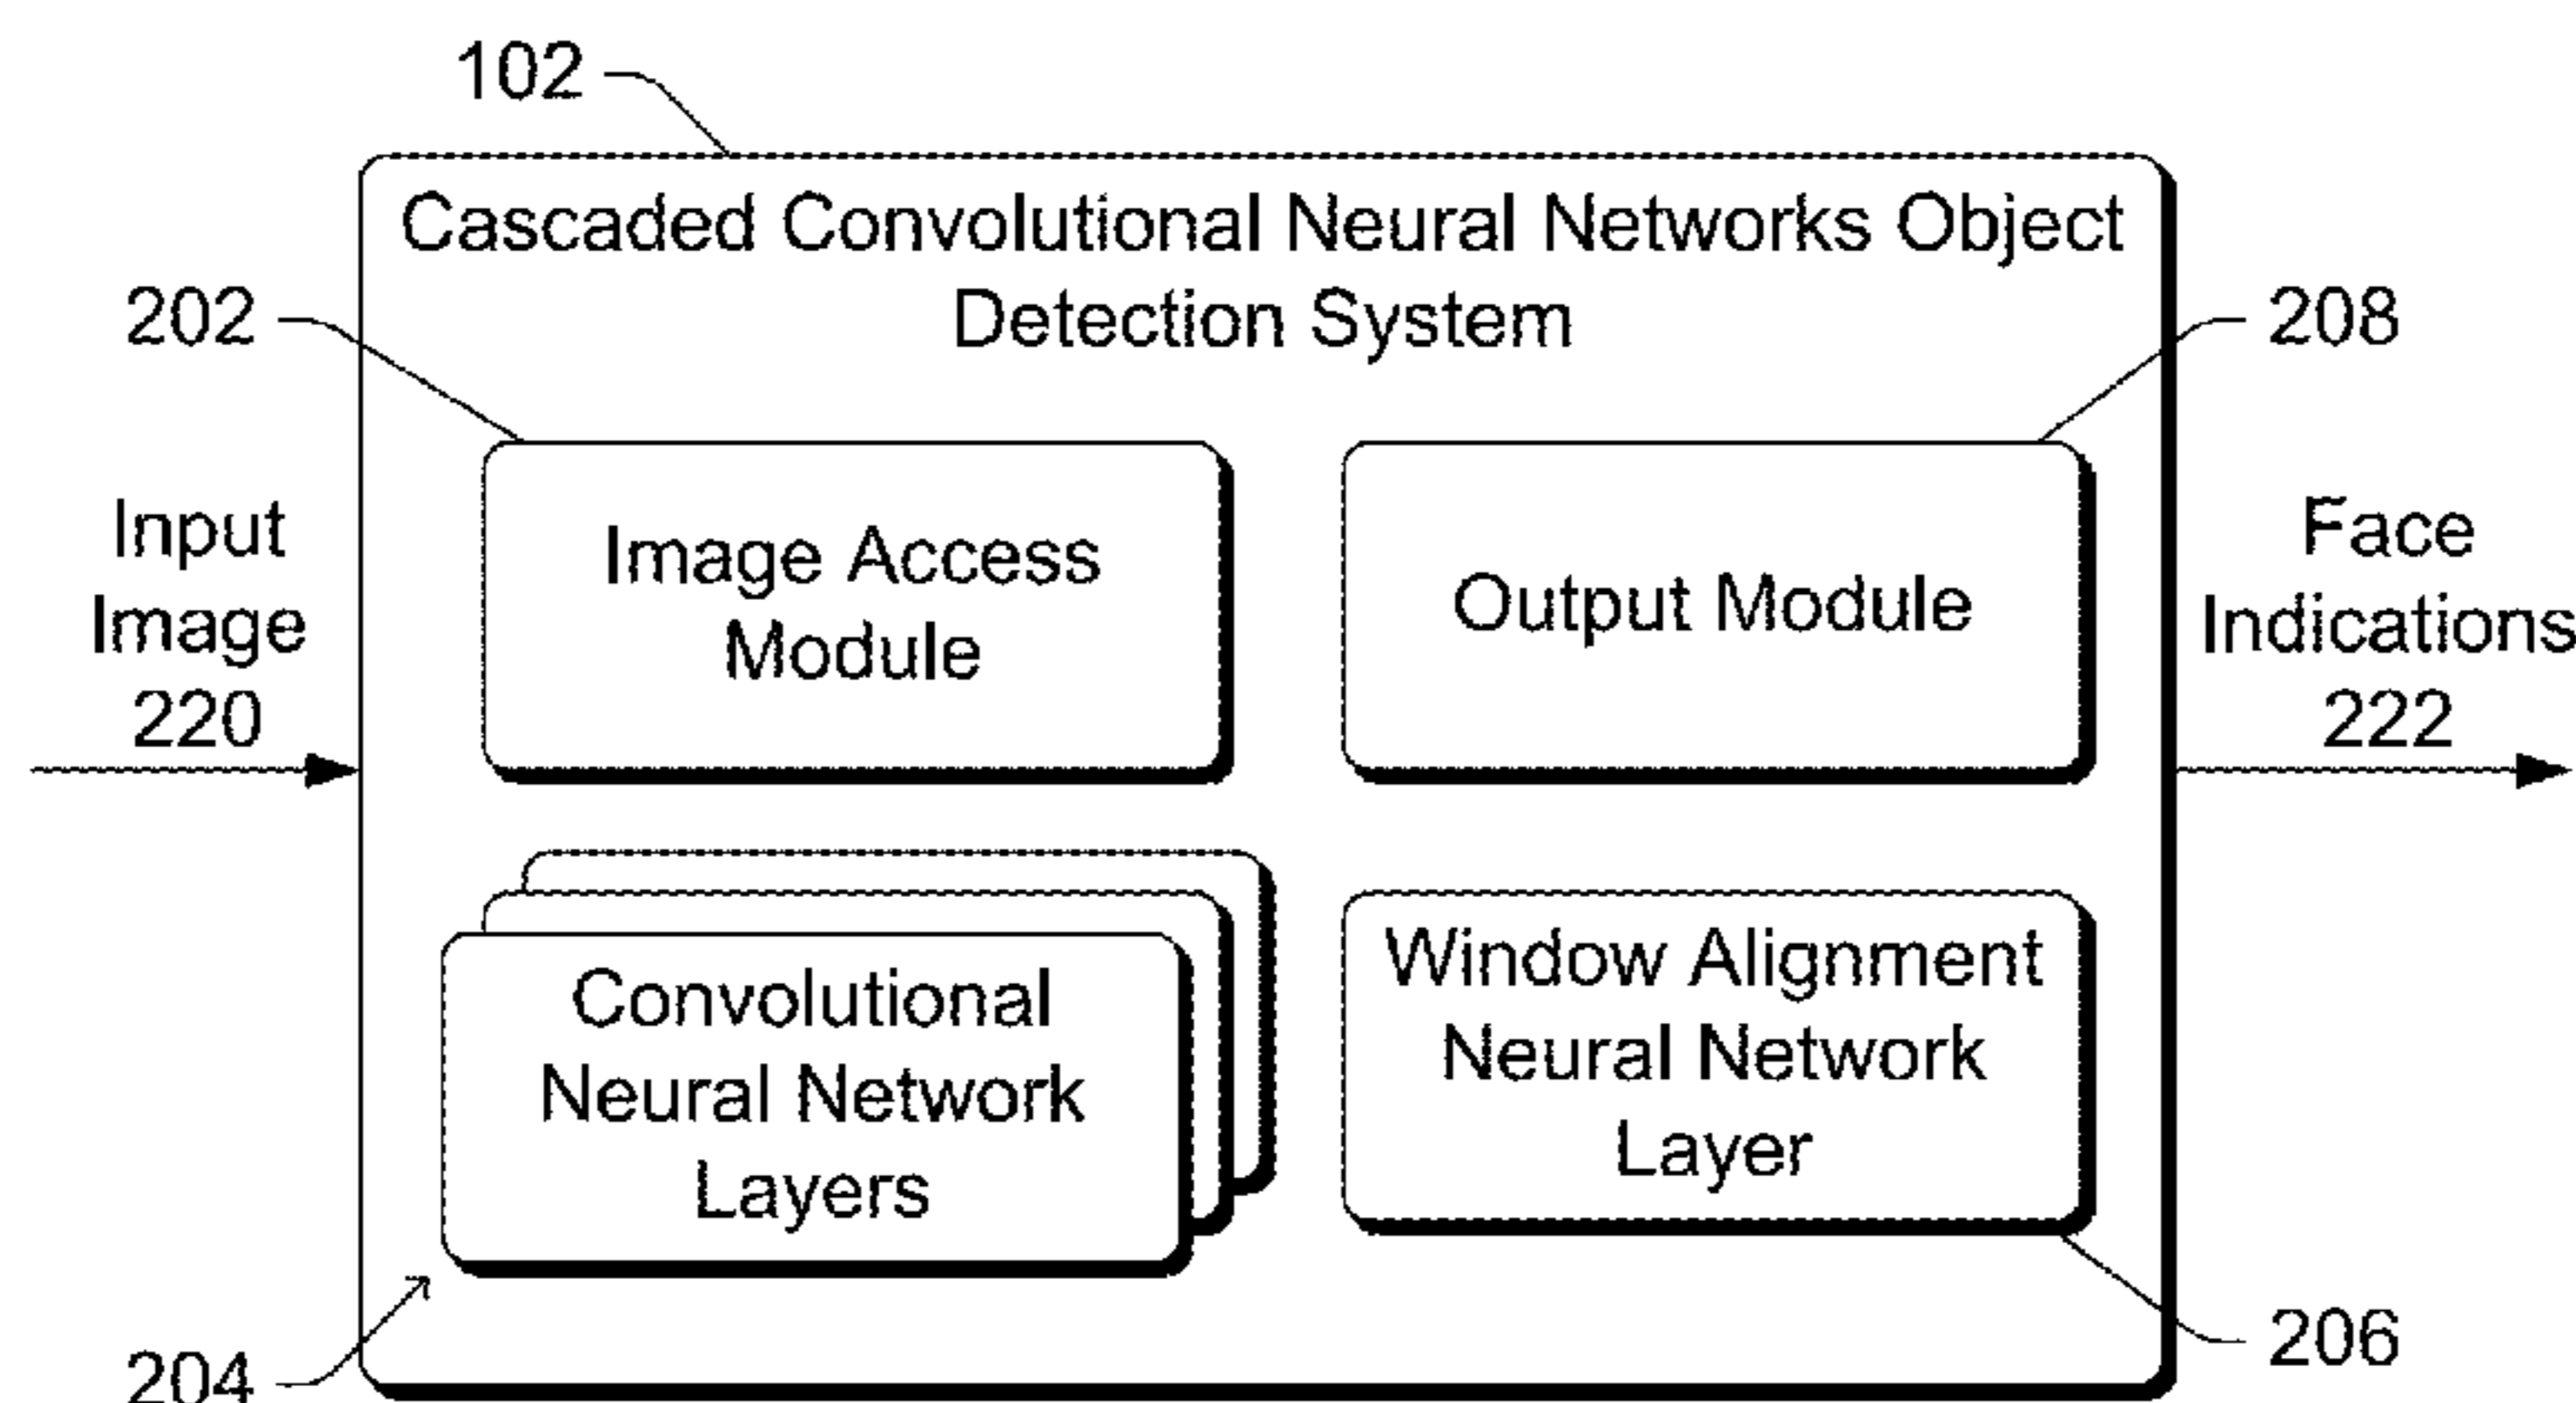 102
Cascaded Convolutional Neural Networks Object
Detection System
202
208
Input
Image
220
Image Access
Module
Output Module
Face
Indications
222
Convolutional
Neural Network
Layers
Window Alignment
Neural Network
Layer
204
206